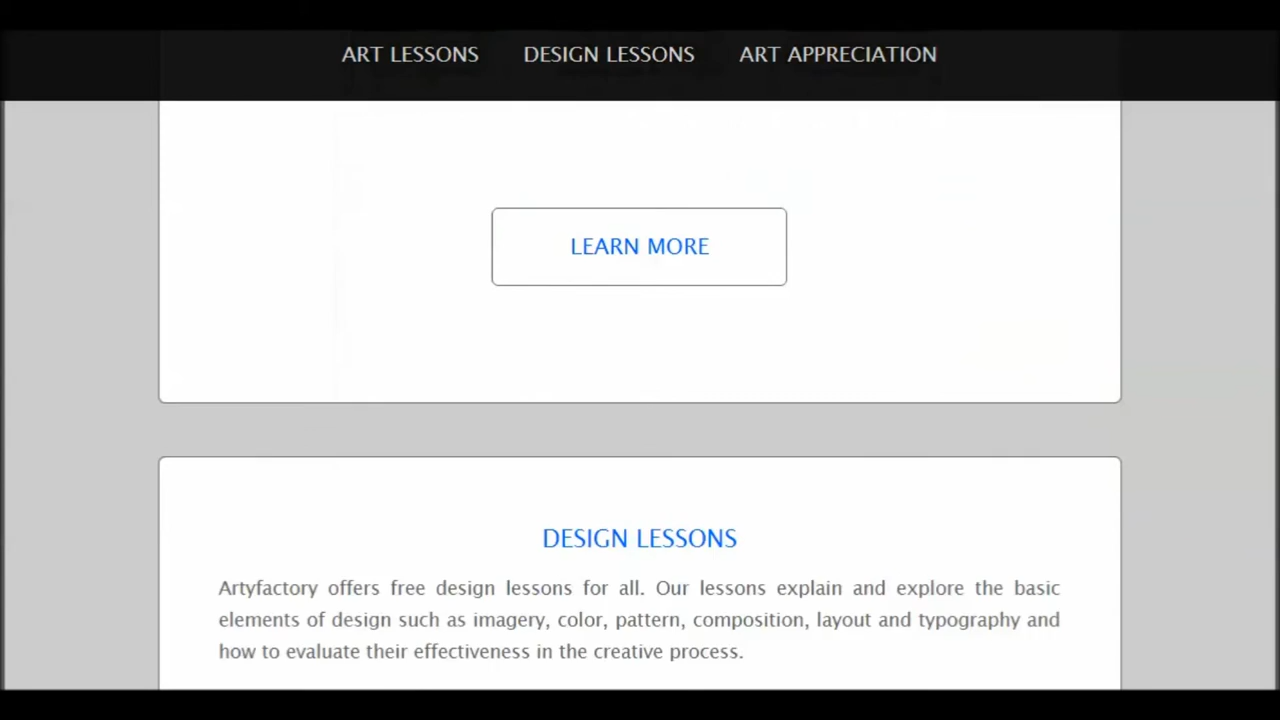 ART LESSONS DESIGN LESSONS ART APPRECIATION
LEARN MORE
DESIGN LESSONS
Artyfactory offers free design lessons for all. Our lessons explain and explore the basic
elements of design such as imagery, color, pattern, composition, layout and typography and
how to evaluate their effectiveness in the creative process.